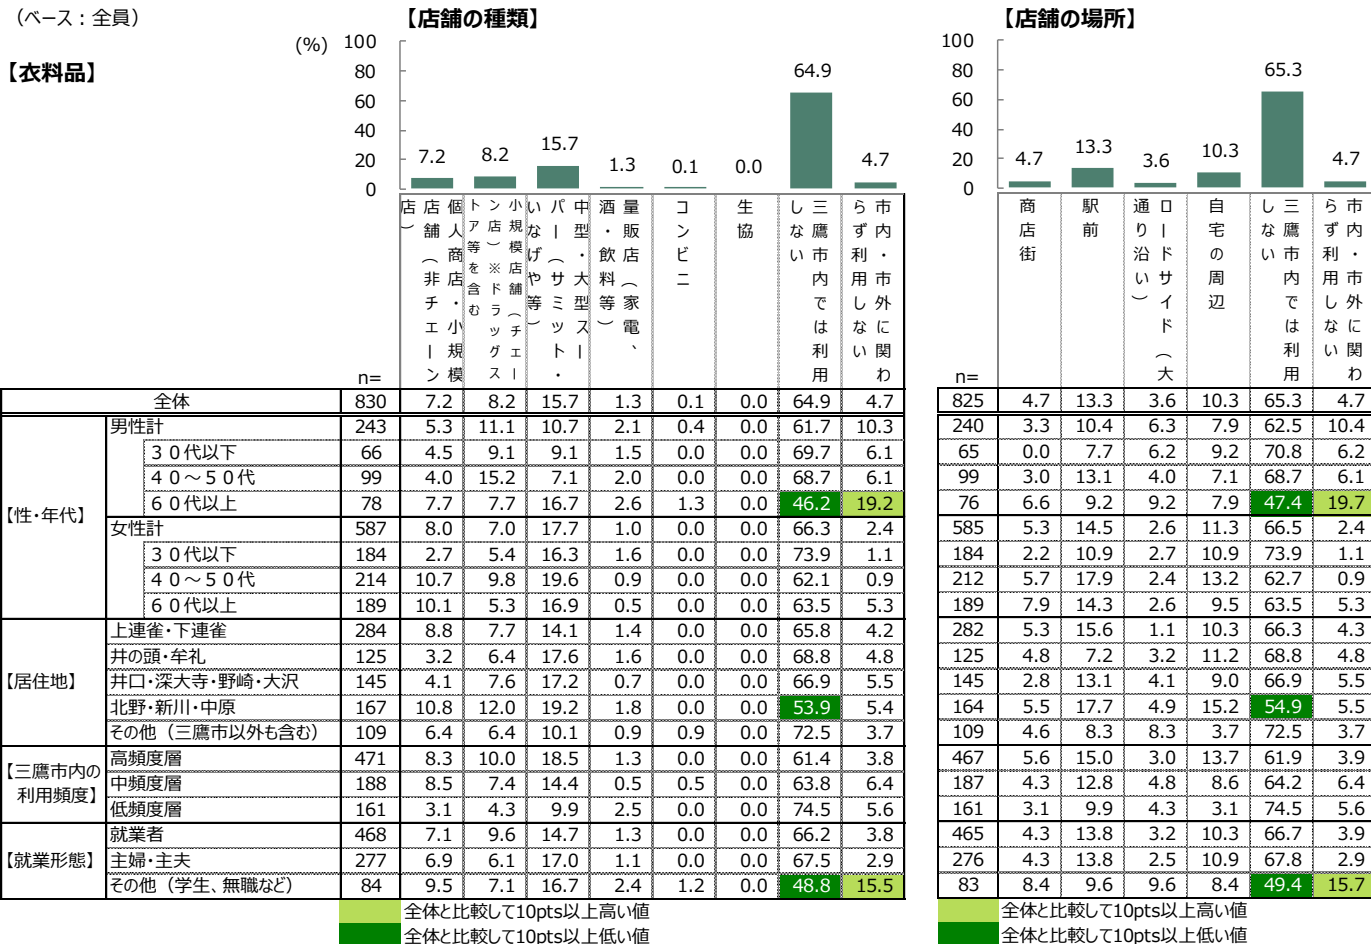 （ベース：全員）
【衣料品】
【店舗の種類】
(%)
100
80
60
40
20
0
7.2 8.2 15.7 1.3 0.1 0.0 64.9 4.7
個人商店・小規模店舗（非チェーン店）
小規模店舗（チェーン店）※ドラッグストア等を含む
中型・大型スーパー（サミット・いなげや等）
量販店（家電、酒・飲料等）
コンビニ
生協
三鷹市内では利用しない
市内・市外に関わらず利用しない
【店舗の場所】
100
80
60
40
20
0
4.7 13.3 3.6 10.3 65.3 4.7
商店街
駅前
ロードサイド（大通り沿い）
自宅の周辺
三鷹市内では利用しない
市内・市外に関わらず利用しない
n= n=
全体 830 7.2 8.2 15.7 1.3 0.1 0.0 64.9 4.7 825 4.7 13.3 3.6 10.3 65.3 4.7
【性・年代】
男性計 243 5.3 11.1 10.7 2.1 0.4 0.0 61.7 10.3 240 3.3 10.4 6.3 7.9 62.5 10.4
３０代以下 66 4.5 9.1 9.1 1.5 0.0 0.0 69.7 6.1 65 0.0 7.7 6.2 9.2 70.8 6.2
４０～５０代 99 4.0 15.2 7.1 2.0 0.0 0.0 68.7 6.1 99 3.0 13.1 4.0 7.1 68.7 6.1
６０代以上 78 7.7 7.7 16.7 2.6 1.3 0.0 46.2 19.2 76 6.6 9.2 9.2 7.9 47.4 19.7
女性計 587 8.0 7.0 17.7 1.0 0.0 0.0 66.3 2.4 585 5.3 14.5 2.6 11.3 66.5 2.4
３０代以下 184 2.7 5.4 16.3 1.6 0.0 0.0 73.9 1.1 184 2.2 10.9 2.7 10.9 73.9 1.1
４０～５０代 214 10.7 9.8 19.6 0.9 0.0 0.0 62.1 0.9 212 5.7 17.9 2.4 13.2 62.7 0.9
６０代以上 189 10.1 5.3 16.9 0.5 0.0 0.0 63.5 5.3 189 7.9 14.3 2.6 9.5 63.5 5.3
【居住地】
上連雀・下連雀 284 8.8 7.7 14.1 1.4 0.0 0.0 65.8 4.2 282 5.3 15.6 1.1 10.3 66.3 4.3
井の頭・牟礼 125 3.2 6.4 17.6 1.6 0.0 0.0 68.8 4.8 125 4.8 7.2 3.2 11.2 68.8 4.8
井口・深大寺・野崎・大沢 145 4.1 7.6 17.2 0.7 0.0 0.0 66.9 5.5 145 2.8 13.1 4.1 9.0 66.9 5.5
北野・新川・中原 167 10.8 12.0 19.2 1.8 0.0 0.0 53.9 5.4 164 5.5 17.7 4.9 15.2 54.9 5.5
その他（三鷹市以外も含む） 109 6.4 6.4 10.1 0.9 0.9 0.0 72.5 3.7 109 4.6 8.3 8.3 3.7 72.5 3.7
【三鷹市内の
利用頻度】
高頻度層 471 8.3 10.0 18.5 1.3 0.0 0.0 61.4 3.8 467 5.6 15.0 3.0 13.7 61.9 3.9
中頻度層 188 8.5 7.4 14.4 0.5 0.5 0.0 63.8 6.4 187 4.3 12.8 4.8 8.6 64.2 6.4
低頻度層 161 3.1 4.3 9.9 2.5 0.0 0.0 74.5 5.6 161 3.1 9.9 4.3 3.1 74.5 5.6
【就業形態】
就業者 468 7.1 9.6 14.7 1.3 0.0 0.0 66.2 3.8 465 4.3 13.8 3.2 10.3 66.7 3.9
主婦・主夫 277 6.9 6.1 17.0 1.1 0.0 0.0 67.5 2.9 276 4.3 13.8 2.5 10.9 67.8 2.9
その他（学生、無職など） 84 9.5 7.1 16.7 2.4 1.2 0.0 48.8 15.5 83 8.4 9.6 9.6 8.4 49.4 15.7
全体と比較して10pts以上高い値 全体と比較して10pts以上高い値
全体と比較して10pts以上低い値 全体と比較して10pts以上低い値